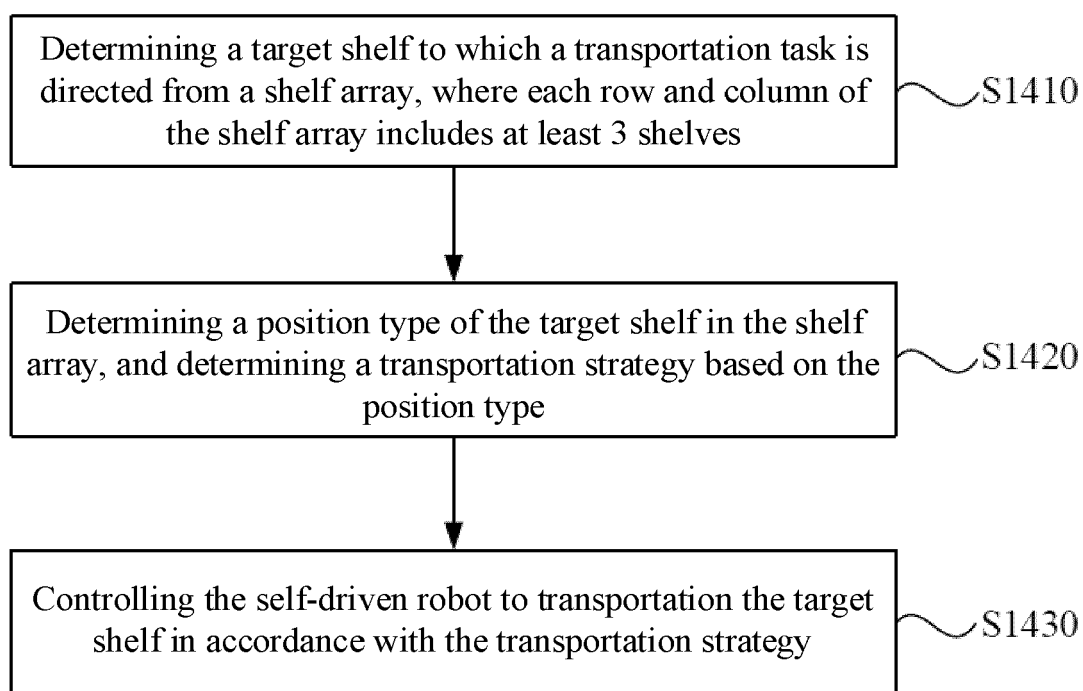 Determining a target shelf to which a transportation task is
directed from a shelf array, where each row and column of
the shelf array includes at least 3 shelves
S1410
Determining a position type of the target shelf in the shelf
array, and determining a transportation strategy based on the
position type
S1420
Controlling the self-driven robot to transportation the target
shelf in accordance with the transportation strategy
S1430